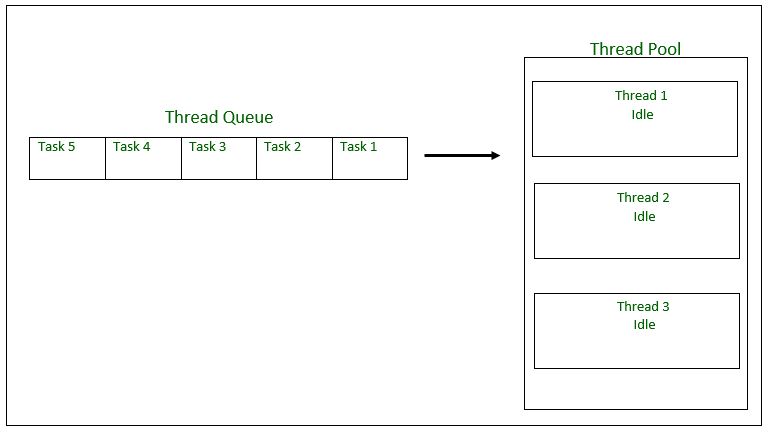 Thread Pool
Thread Queue
Task 5 Task 4 Task 3 Task 2 Task 1
Thread 1
Idle
Thread 2
Idle
Thread 3
Idle